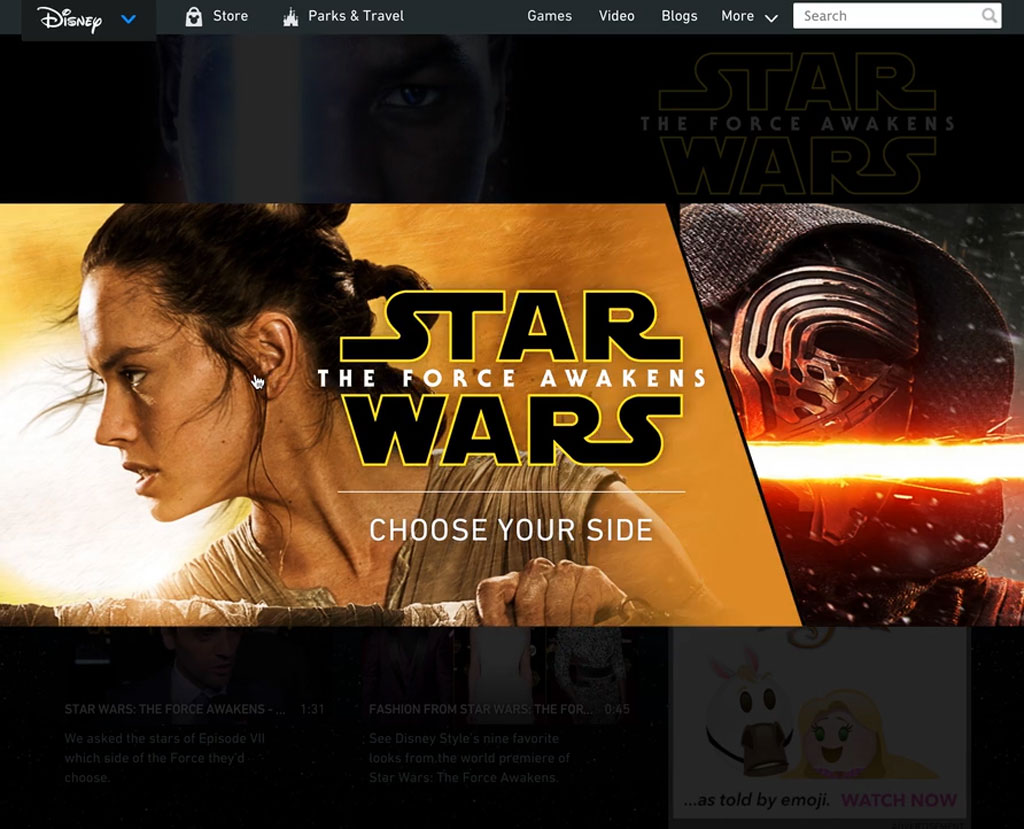 Disney
Store
Parks & Travel
Games
Video
Blogs
More
Search
STAR
THE FORCE AWAKENS
WARS
STAR
THE FORCE AWAKENS
WARS
CHOOSE YOUR SIDE
STAR WARS: THE FORCE AWAKENS - ... 1:31
We asked the stars of Episode VII
which side of the Force they'd
choose.
FASHION FROM STAR WARS: THE FOR... 0:45
See Disney Style's nine favorite
looks from the world premiere of
Star Wars: The Force Awakens.
...as told by emoji. WATCH NOW